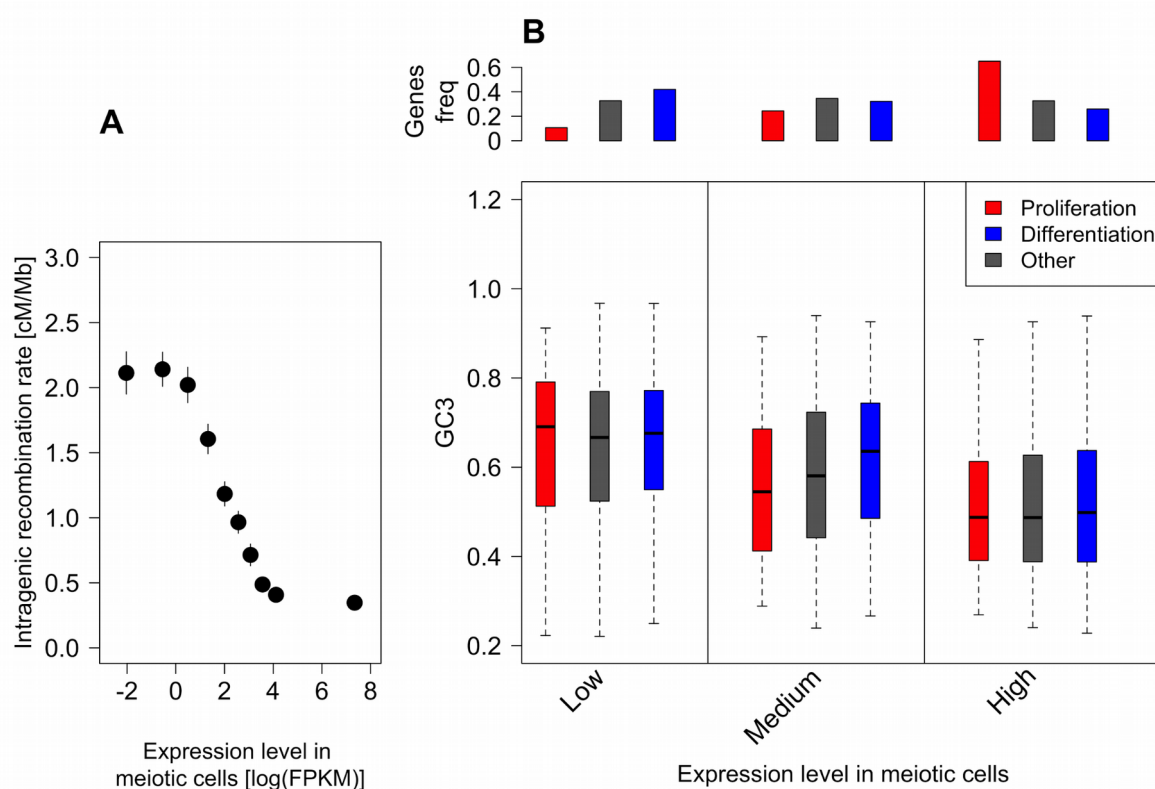 A
Intragenic recombination rate [cM/Mb]
3.0
2.5
2.0
1.5
1.0
0.5
0.0
-2 0 2 4 6 8
Expression level in
meiotic cells [log(FPKM)]
B
Genes
freq
0.6
0.4
0.2
0
GC3
1.2
1.0
0.8
0.6
0.4
0.2
Proliferation
Differentiation
Other
Low
Medium
High
Expression level in meiotic cells